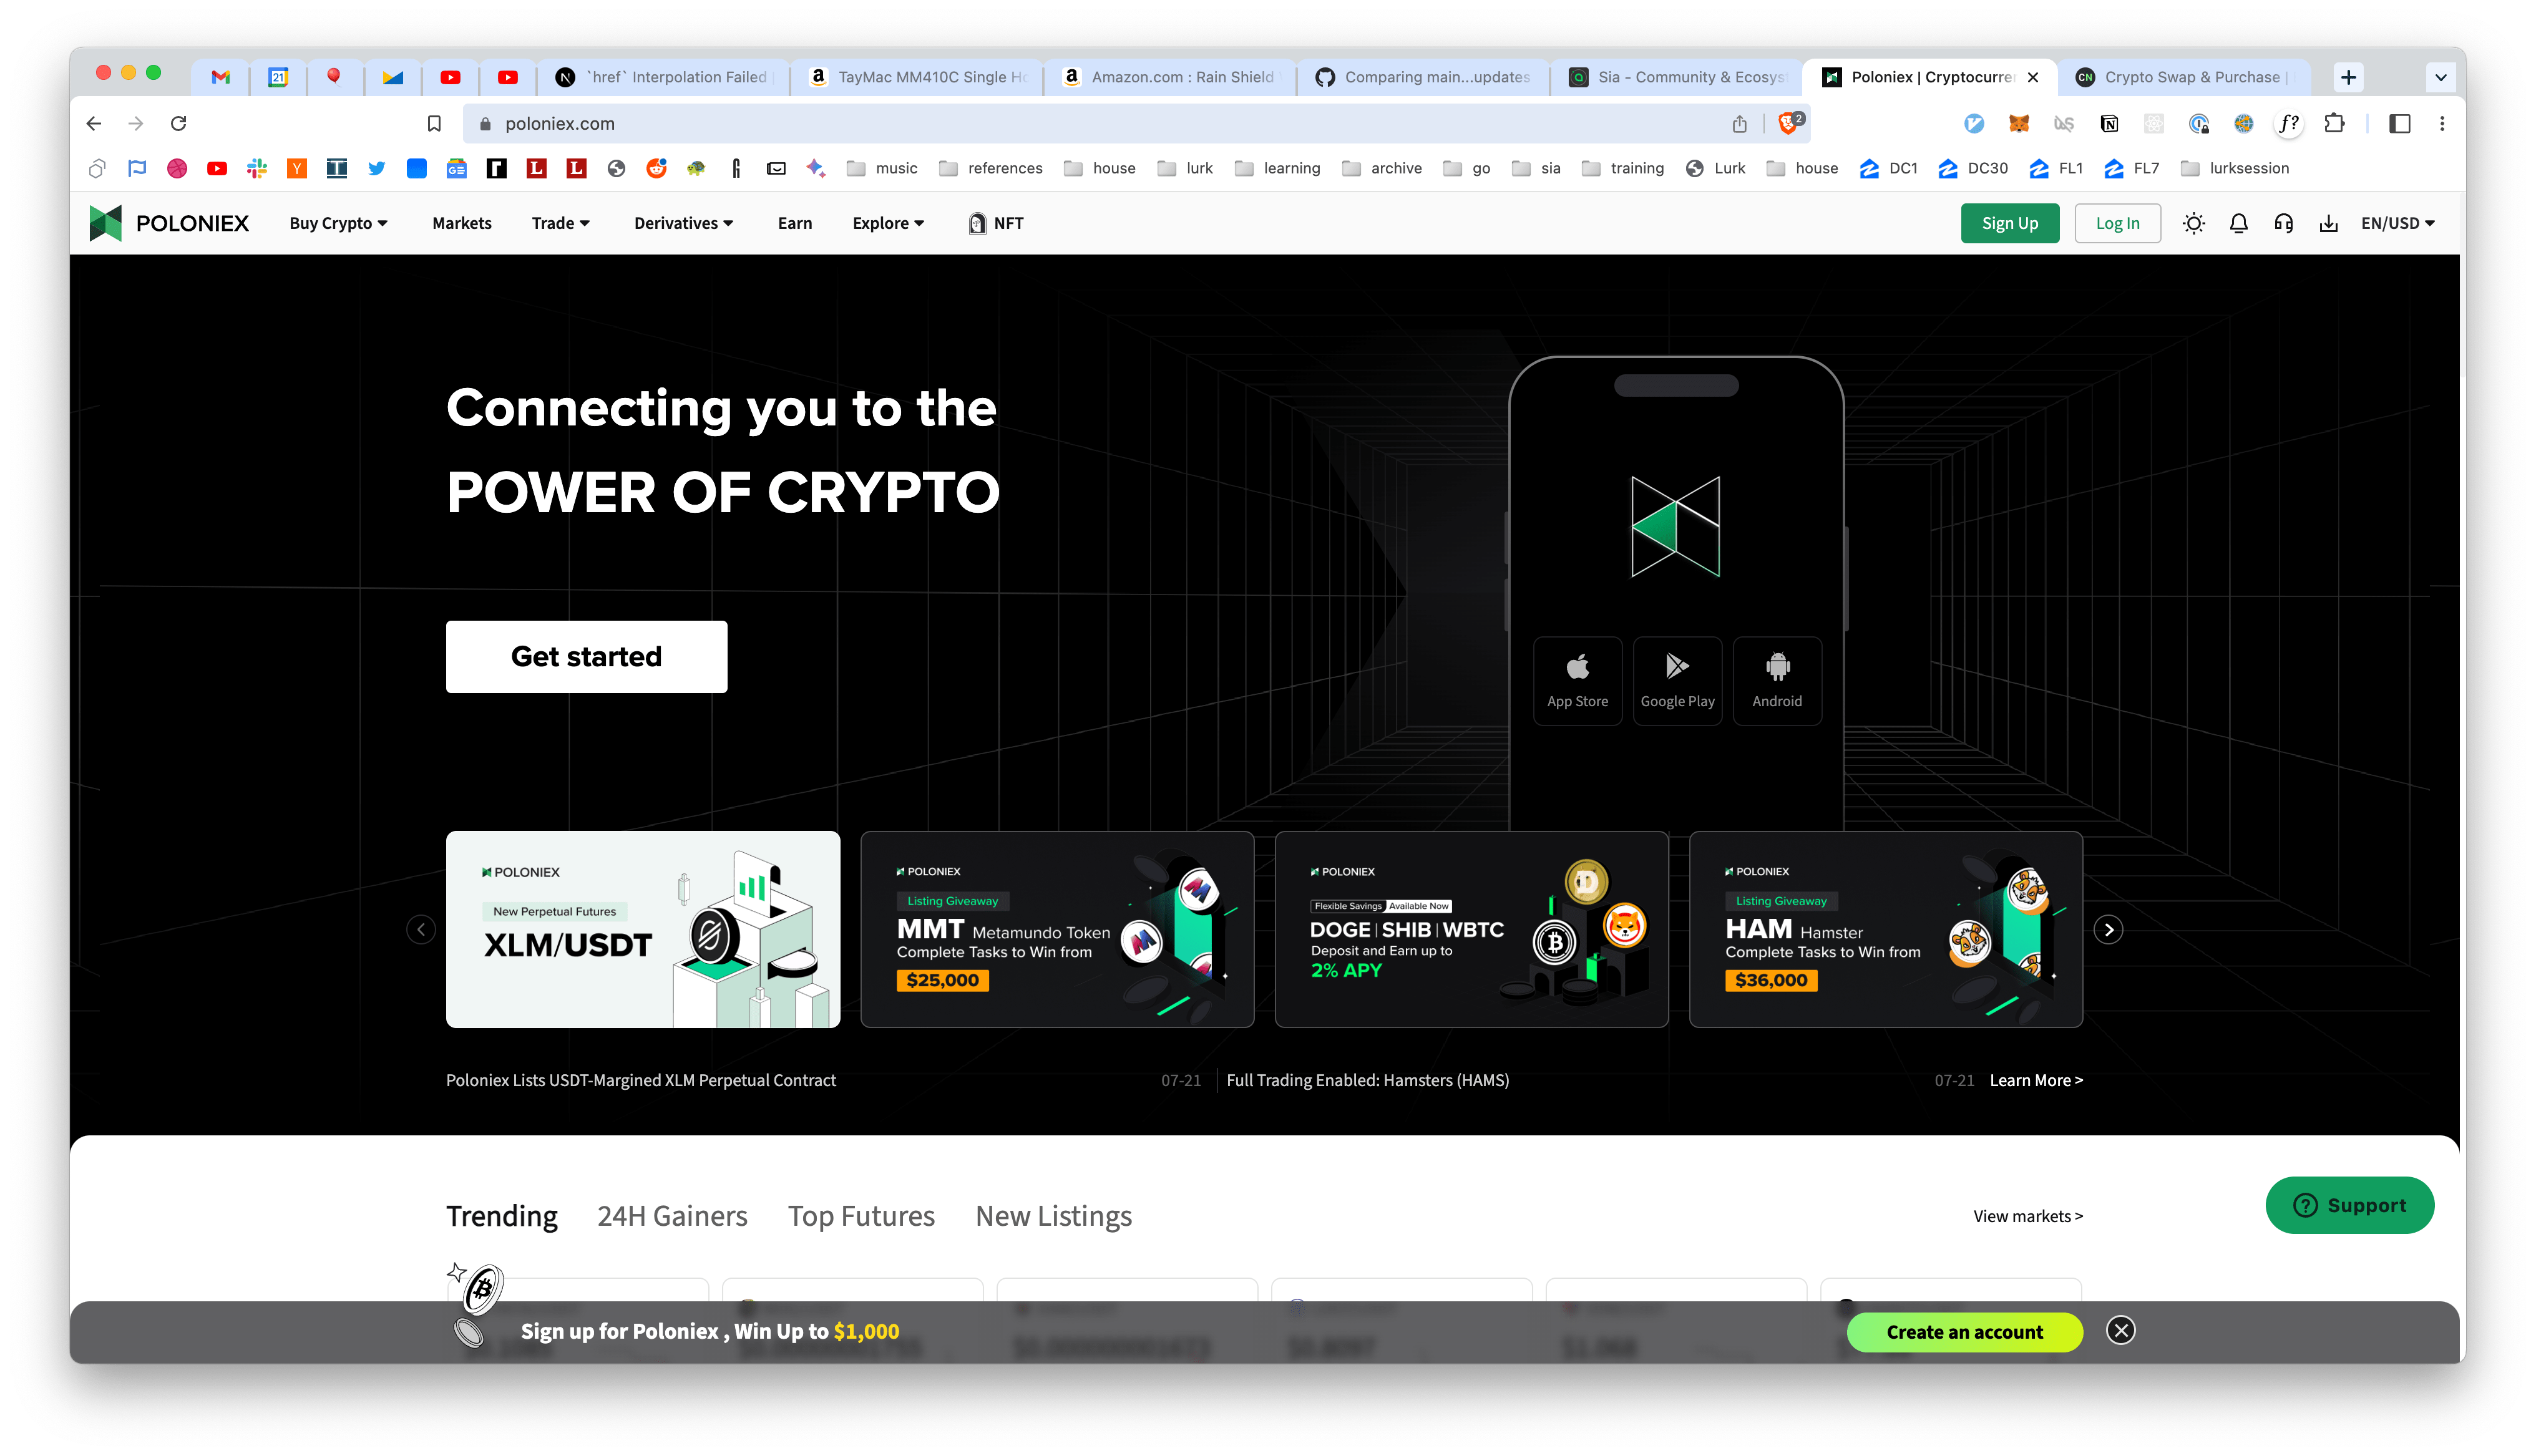 21
`href` Interpolation Failed
TayMac MM410C Single Ho
Amazon.com : Rain Shield
Comparing main...updates
Sia - Community & Ecosys
Poloniex | Cryptocurre
CN
Crypto Swap & Purchase |
poloniex.com
2
f?
music
references
house
lurk
learning
archive
go
sia
training
Lurk
house
DC1
DC30
FL1
FL7
lurksession
POLONIEX
Buy Crypto
Markets
Trade
Derivatives
Earn
Explore
NFT
Sign Up
Log In
EN/USD
Connecting you to the
POWER OF CRYPTO
Get started
App Store
Google Play
Android
POLONIEX
New Perpetual Futures
XLM/USDT
POLONIEX
Listing Giveaway
MMT Metamundo Token
Complete Tasks to Win from
$25,000
POLONIEX
Flexible Savings Available Now
DOGE | SHIB | WBTC
Deposit and Earn up to
2% APY
POLONIEX
Listing Giveaway
HAM Hamster
Complete Tasks to Win from
$36,000
Poloniex Lists USDT-Margined XLM Perpetual Contract
07-21
Full Trading Enabled: Hamsters (HAMS)
07-21
Learn More >
Trending
24H Gainers
Top Futures
New Listings
View markets >
Support
Sign up for Poloniex , Win Up to $1,000
Create an account